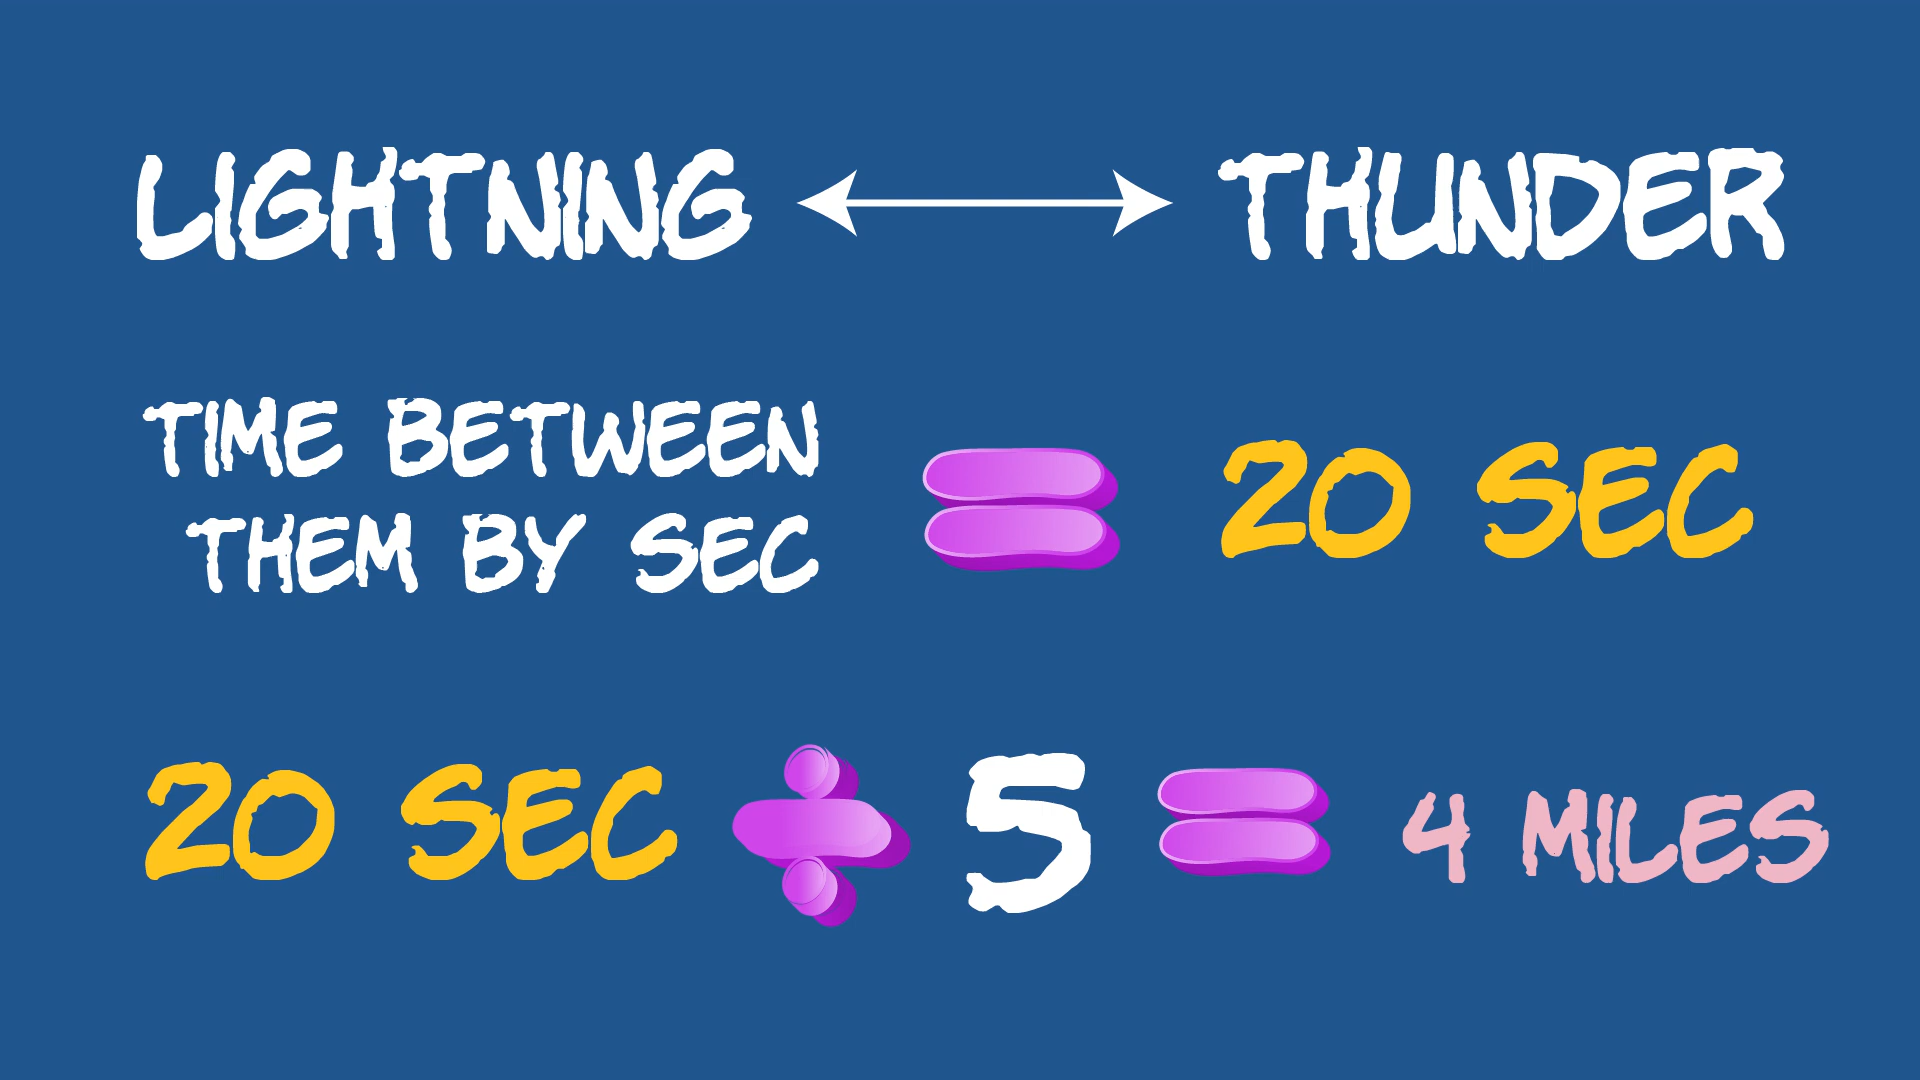 LIGHTNING THUNDER
TIME BETWEEN
THEM BY SEC = 20 SEC
20 SEC ÷ 5 = 4 MILES